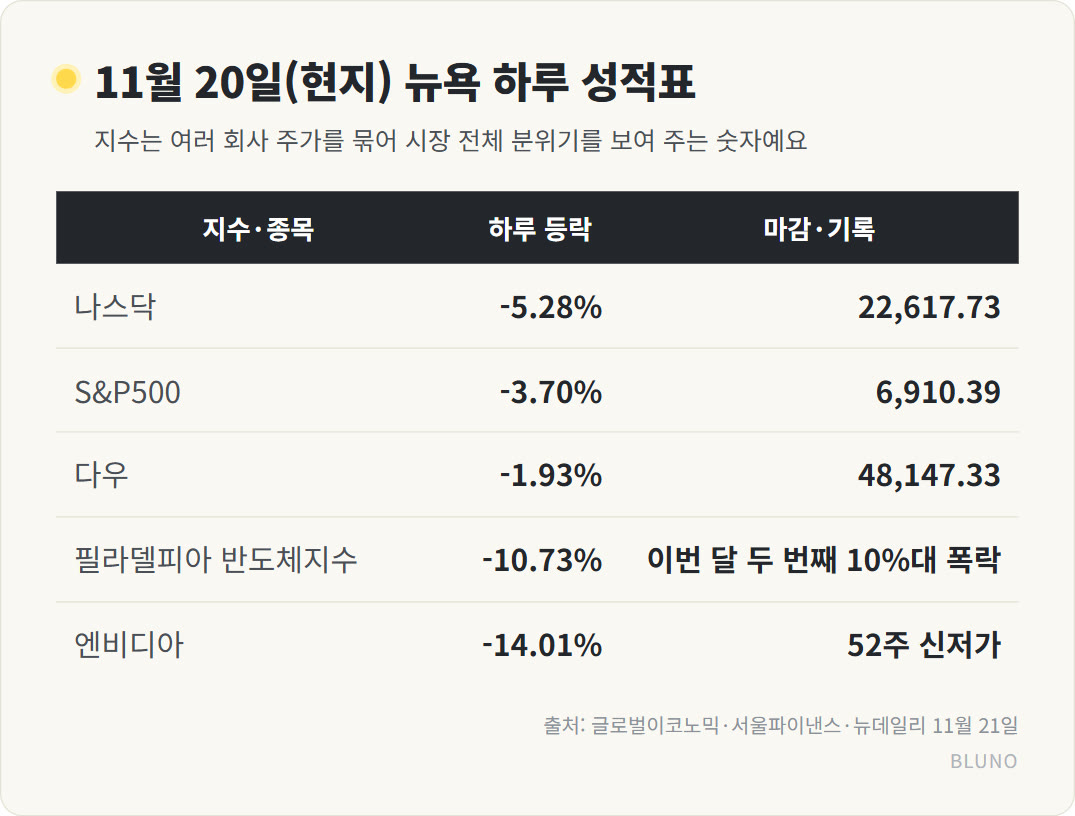 11월 20일(현지) 뉴욕 하루 성적표
지수는 여러 회사 주가를 묶어 시장 전체 분위기를 보여 주는 숫자예요
지수·종목 하루 등락 마감·기록
나스닥 -5.28% 22,617.73
S&P500 -3.70% 6,910.39
다우 -1.93% 48,147.33
필라델피아 반도체지수 -10.73% 이번 달 두 번째 10%대 폭락
엔비디아 -14.01% 52주 신저가
출처: 글로벌이코노믹·서울파이낸스·뉴데일리 11월 21일
BLUNO